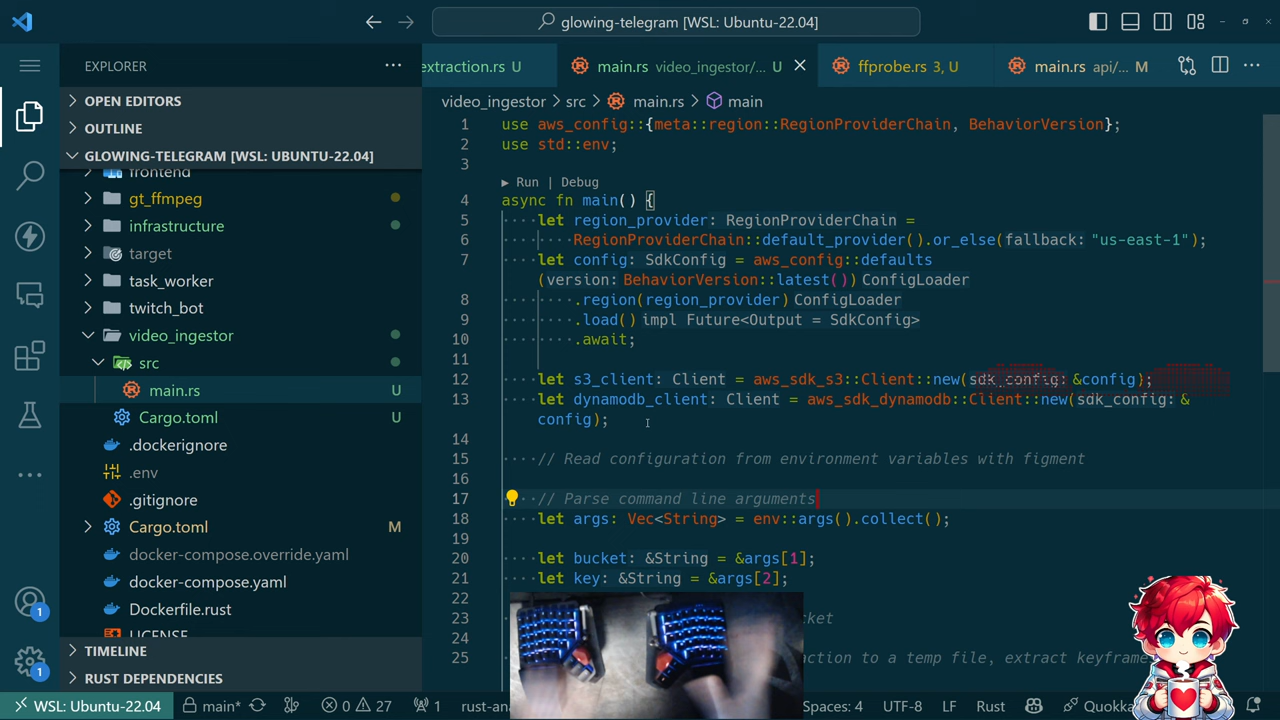 glowing-telegram [WSL: Ubuntu-22.04]
EXPLORER
OPEN EDITORS
OUTLINE
GLOWING-TELEGRAM [WSL: UBUNTU-22.04]
frontend
gt_ffmpeg
infrastructure
target
task_worker
twitch_bot
video_ingestor
src
main.rs U
Cargo.toml U
.dockerignore
.env
.gitignore
Cargo.toml M
docker-compose.override.yaml
docker-compose.yaml
Dockerfile.rust
LICENSE
TIMELINE
RUST DEPENDENCIES
extraction.rs U
main.rs video_ingestor/... U
ffprobe.rs 3, U
main.rs api/... M
video_ingestor > src > main.rs > main
1 use aws_config::{meta::region::RegionProviderChain, BehaviorVersion};
2 use std::env;
3
▶ Run | Debug
4 async fn main() {
5 ····let region_provider: RegionProviderChain =
6 ········RegionProviderChain::default_provider().or_else(fallback: "us-east-1");
7 ····let config: SdkConfig = aws_config::defaults
(version: BehaviorVersion::latest()) ConfigLoader
8 ········.region(region_provider) ConfigLoader
9 ········.load() impl Future<Output = SdkConfig>
10 ········.await;
11
12 ····let s3_client: Client = aws_sdk_s3::Client::new(sdk_config: &config);
13 ····let dynamodb_client: Client = aws_sdk_dynamodb::Client::new(sdk_config: &
config);
14
15 ····// Read configuration from environment variables with figment
16
17 ····// Parse command line arguments
18 ····let args: Vec<String> = env::args().collect();
19
20 ····let bucket: &String = &args[1];
21 ····let key: &String = &args[2];
22
23 cket
24
25 ction to a temp file, extract keyframe
WSL: Ubuntu-22.04 main* 0 27 1 rust-ana Spaces: 4 UTF-8 LF Rust Quokka
1
1